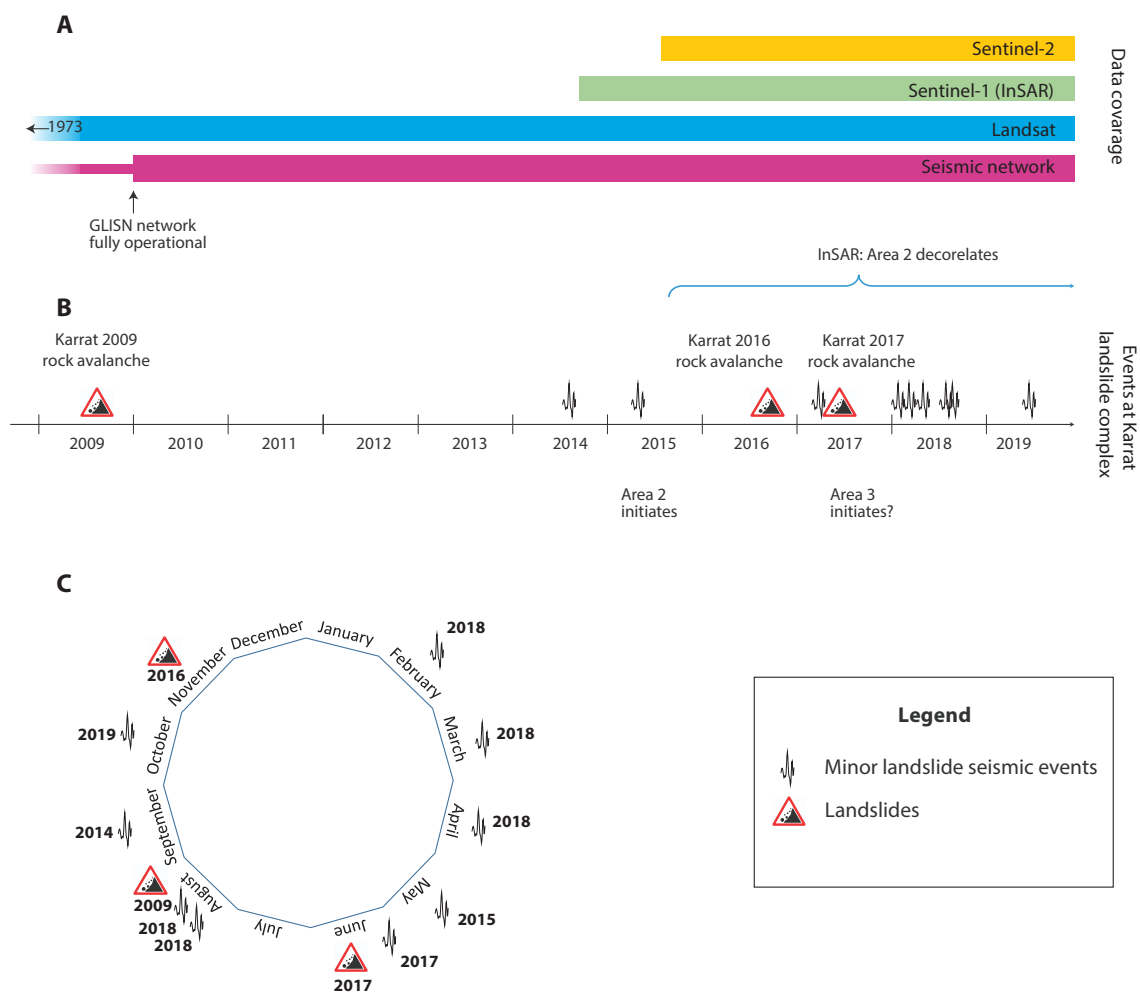 A
Sentinel-2
Sentinel-1 (InSAR)
1973
Landsat
Seismic network
Data covarage
GLISN network
fully operational
InSAR: Area 2 decorelates
B
Karrat 2009
rock avalanche
Karrat 2016
rock avalanche
Karrat 2017
rock avalanche
Events at Karrat
landslide complex
2009 2010 2011 2012 2013 2014 2015 2016 2017 2018 2019
Area 2
initiates
Area 3
initiates?
C
January
February
March
April
May
June
July
August
September
October
November
December
2018
2018
2018
2015
2017
2017
2018
2018
2009
2014
2019
2016
Legend
Minor landslide seismic events
Landslides